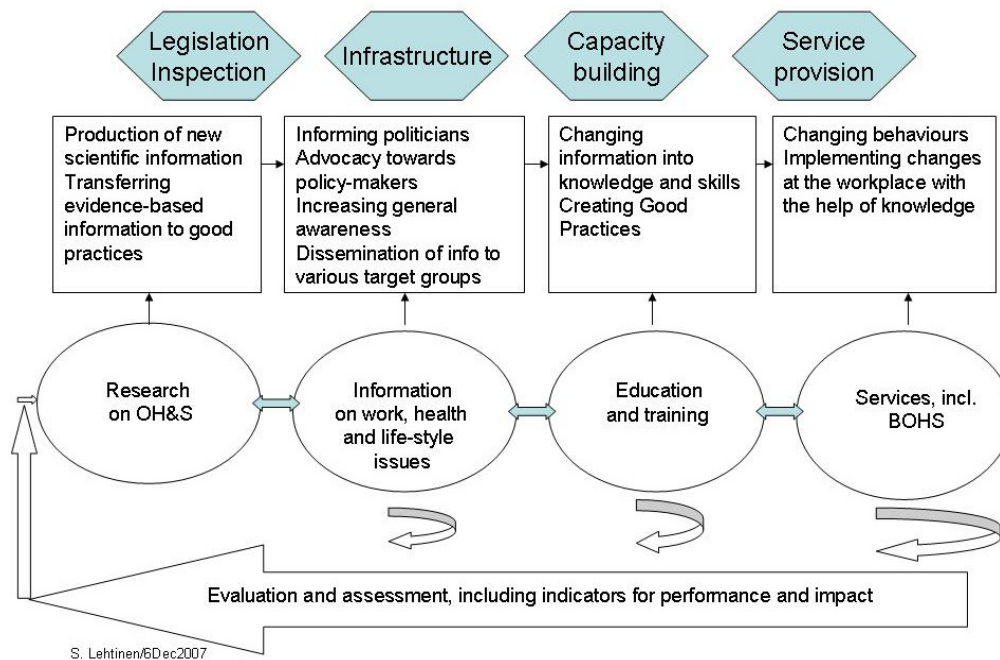 Legislation
Inspection
Infrastructure
Capacity
building
Service
provision
Production of new
scientific information
Transferring
evidence-based
information to good
practices
Informing politicians
Advocacy towards
policy-makers
Increasing general
awareness
Dissemination of info to
various target groups
Changing
information into
knowledge and skills
Creating Good
Practices
Changing behaviours
Implementing changes
at the workplace with
the help of knowledge
Research
on OH&S
Information
on work, health
and life-style
issues
Education
and training
Services, incl.
BOHS
Evaluation and assessment, including indicators for performance and impact
S. Lehtinen/6Dec2007